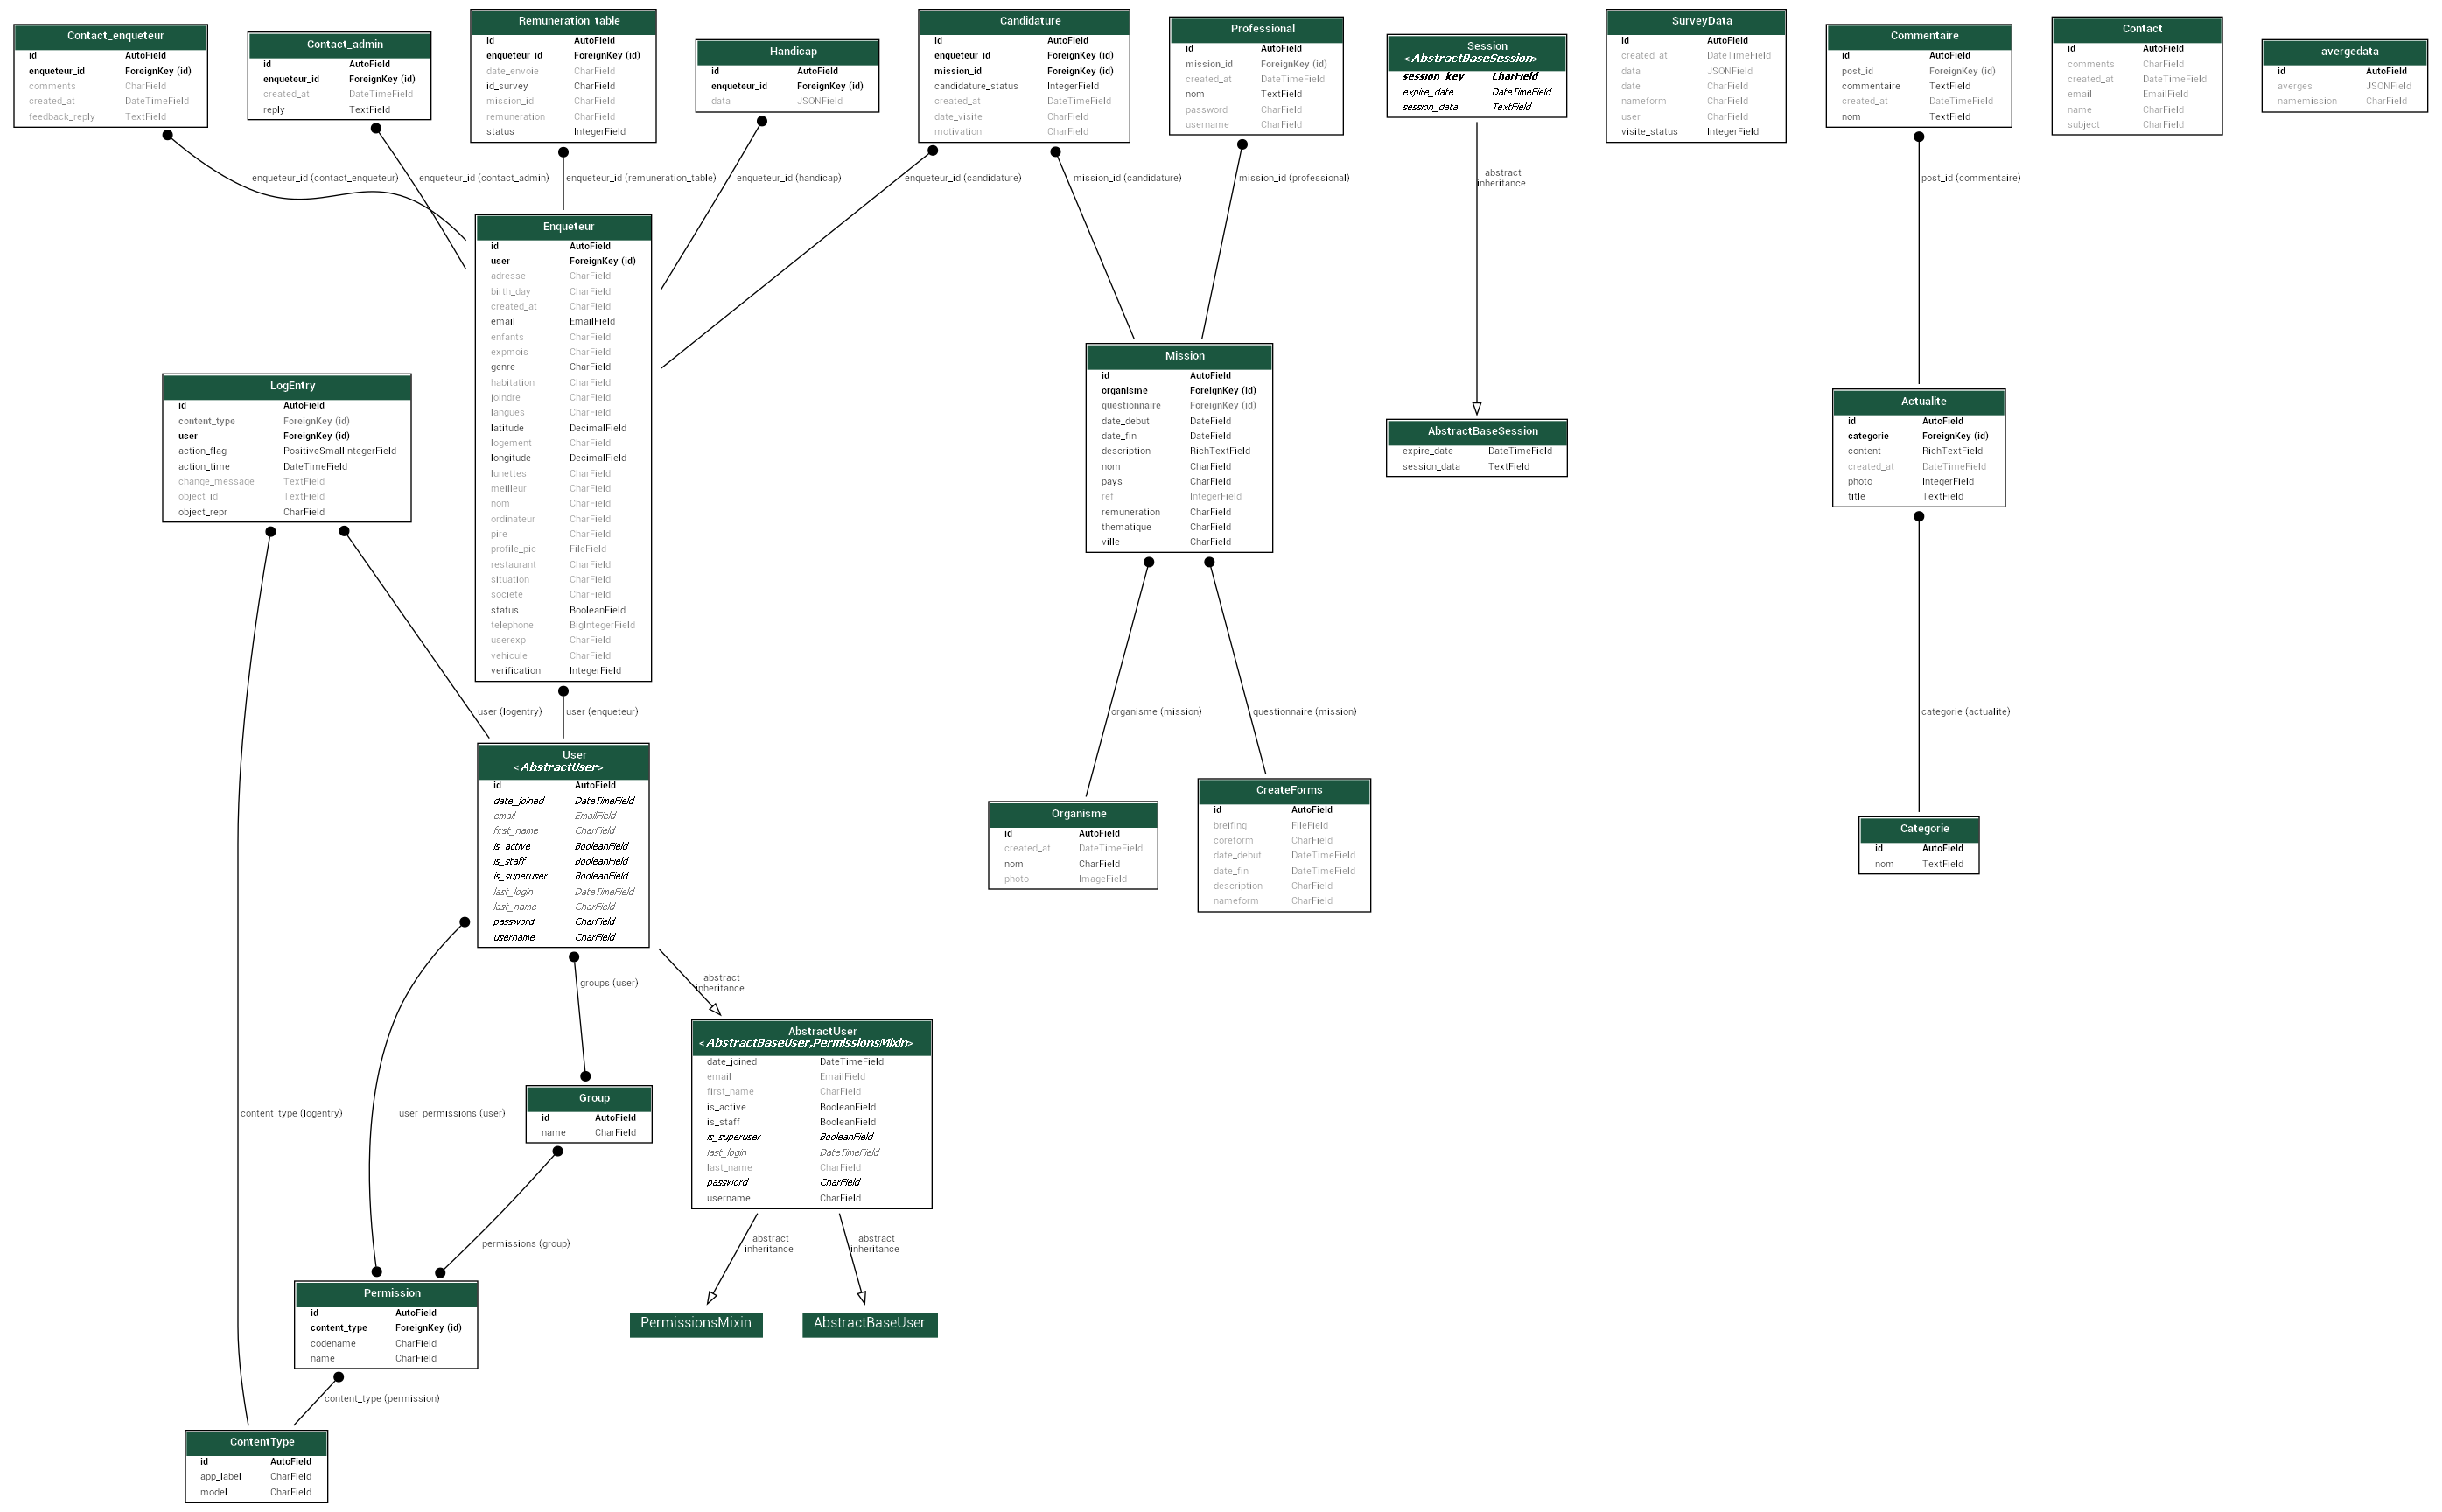 Contact_enqueteur
id AutoField
enqueteur_id ForeignKey (id)
comments CharField
created_at DateTimeField
feedback_reply TextField
Contact_admin
id AutoField
enqueteur_id ForeignKey (id)
created_at DateTimeField
reply TextField
Remuneration_table
id AutoField
enqueteur_id ForeignKey (id)
date_envoie CharField
id_survey CharField
mission_id CharField
remuneration CharField
status IntegerField
Handicap
id AutoField
enqueteur_id ForeignKey (id)
data JSONField
Candidature
id AutoField
enqueteur_id ForeignKey (id)
mission_id ForeignKey (id)
candidature_status IntegerField
created_at DateTimeField
date_visite CharField
motivation CharField
Professional
id AutoField
mission_id ForeignKey (id)
created_at DateTimeField
nom TextField
password CharField
username CharField
Session
<AbstractBaseSession>
session_key CharField
expire_date DateTimeField
session_data TextField
SurveyData
id AutoField
created_at DateTimeField
data JSONField
date CharField
nameform CharField
user CharField
visite_status IntegerField
Commentaire
id AutoField
post_id ForeignKey (id)
commentaire TextField
created_at DateTimeField
nom TextField
Contact
id AutoField
comments CharField
created_at DateTimeField
email EmailField
name CharField
subject CharField
avergedata
id AutoField
averges JSONField
namemission CharField
enqueteur_id (contact_enqueteur)
enqueteur_id (contact_admin)
enqueteur_id (remuneration_table)
enqueteur_id (handicap)
enqueteur_id (candidature)
mission_id (candidature)
mission_id (professional)
abstract
inheritance
post_id (commentaire)
Enqueteur
id AutoField
user ForeignKey (id)
adresse CharField
birth_day CharField
created_at CharField
email EmailField
enfants CharField
expmois CharField
genre CharField
habitation CharField
joindre CharField
langues CharField
latitude DecimalField
logement CharField
longitude DecimalField
lunettes CharField
meilleur CharField
nom CharField
ordinateur CharField
pire CharField
profile_pic FileField
restaurant CharField
situation CharField
societe CharField
status BooleanField
telephone BigIntegerField
userexp CharField
vehicule CharField
verification IntegerField
LogEntry
id AutoField
content_type ForeignKey (id)
user ForeignKey (id)
action_flag PositiveSmallIntegerField
action_time DateTimeField
change_message TextField
object_id TextField
object_repr CharField
Mission
id AutoField
organisme ForeignKey (id)
questionnaire ForeignKey (id)
date_debut DateField
date_fin DateField
description RichTextField
nom CharField
pays CharField
ref IntegerField
remuneration CharField
thematique CharField
ville CharField
AbstractBaseSession
expire_date DateTimeField
session_data TextField
Actualite
id AutoField
categorie ForeignKey (id)
content RichTextField
created_at DateTimeField
photo IntegerField
title TextField
user (logentry)
user (enqueteur)
organisme (mission)
questionnaire (mission)
categorie (actualite)
User
<AbstractUser>
id AutoField
date_joined DateTimeField
email EmailField
first_name CharField
is_active BooleanField
is_staff BooleanField
is_superuser BooleanField
last_login DateTimeField
last_name CharField
password CharField
username CharField
Organisme
id AutoField
created_at DateTimeField
nom CharField
photo ImageField
CreateForms
id AutoField
breifing FileField
coreform CharField
date_debut DateTimeField
date_fin DateTimeField
description CharField
nameform CharField
Categorie
id AutoField
nom TextField
groups (user)
abstract
inheritance
AbstractUser
<AbstractBaseUser,PermissionsMixin>
date_joined DateTimeField
email EmailField
first_name CharField
is_active BooleanField
is_staff BooleanField
is_superuser BooleanField
last_login DateTimeField
last_name CharField
password CharField
username CharField
Group
id AutoField
name CharField
content_type (logentry)
user_permissions (user)
permissions (group)
abstract
inheritance
abstract
inheritance
Permission
id AutoField
content_type ForeignKey (id)
codename CharField
name CharField
PermissionsMixin
AbstractBaseUser
content_type (permission)
ContentType
id AutoField
app_label CharField
model CharField